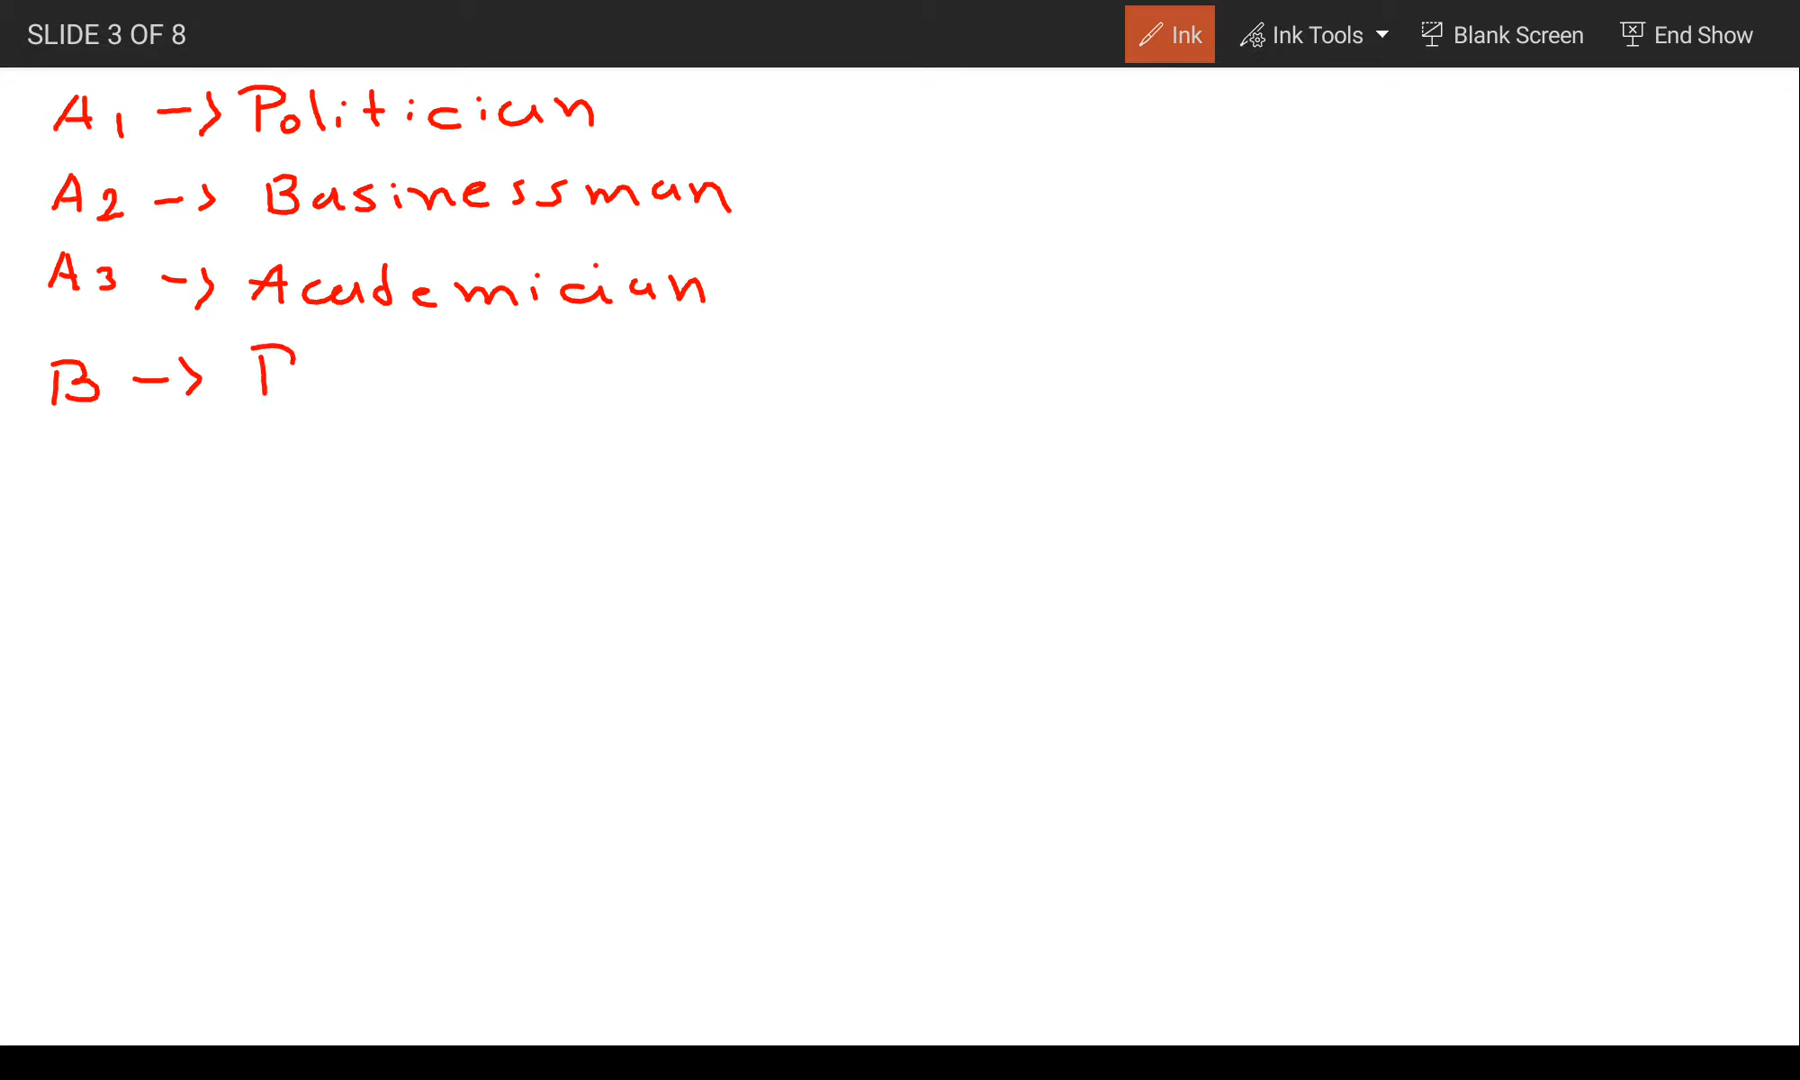 SLIDE 3 OF 8 Ink Ink Tools Blank Screen End Show
A1 -> Politician
A2 -> Businessman
A3 -> Academician
B ->